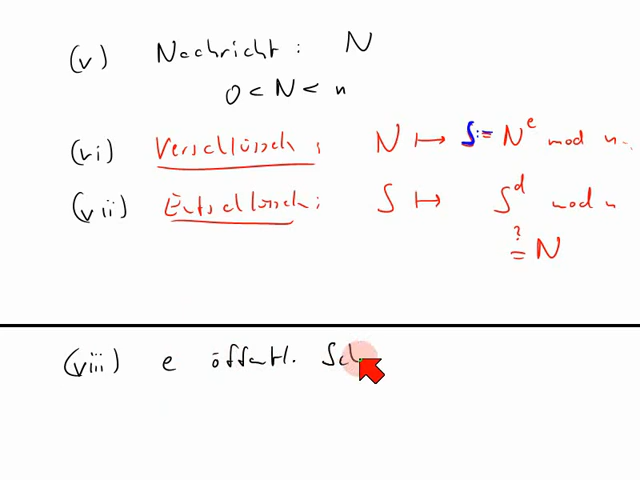 (v) Nachricht: N
0 < N < n
(vi) Verschlüssel.: N ↦ S:= N^e mod n.
(vii) Entschlüssel.: S ↦ S^d mod n
?= N
(viii) e öffentl. Sch